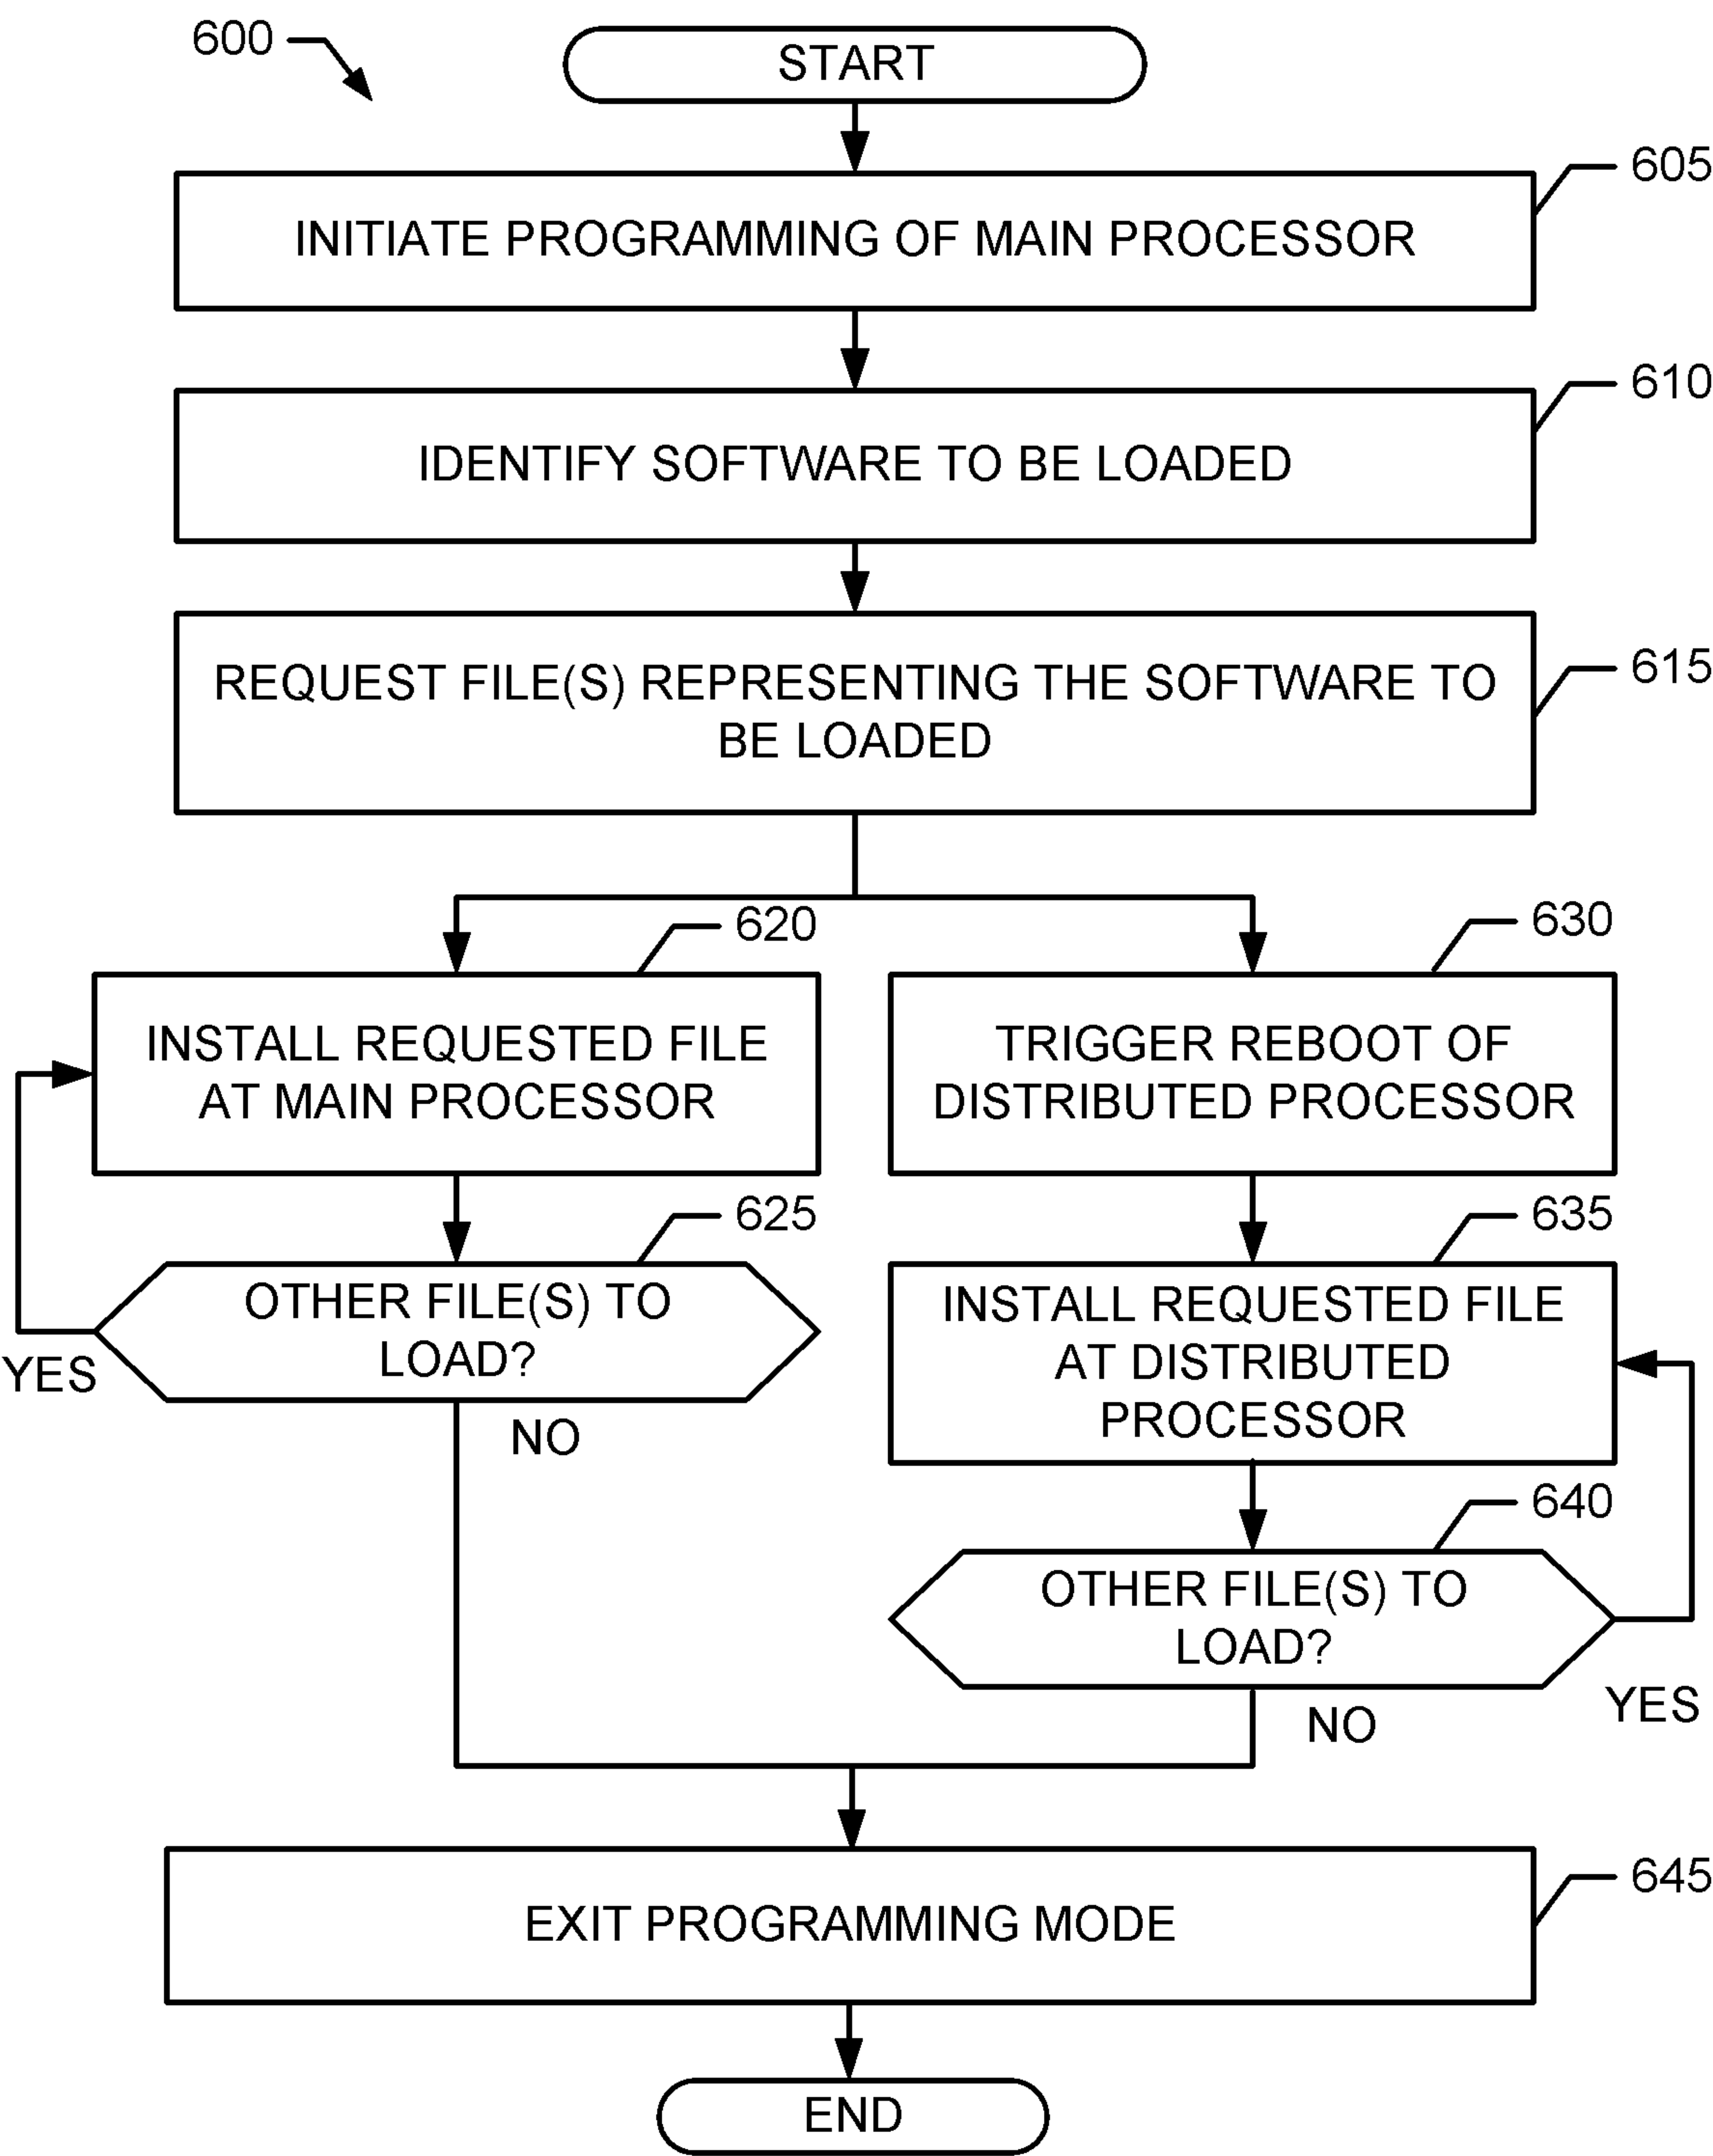 600
START
605
INITIATE PROGRAMMING OF MAIN PROCESSOR
610
IDENTIFY SOFTWARE TO BE LOADED
615
REQUEST FILE(S) REPRESENTING THE SOFTWARE TO
BE LOADED
620
INSTALL REQUESTED FILE
AT MAIN PROCESSOR
625
OTHER FILE(S) TO
LOAD?
YES
NO
630
TRIGGER REBOOT OF
DISTRIBUTED PROCESSOR
635
INSTALL REQUESTED FILE
AT DISTRIBUTED
PROCESSOR
640
OTHER FILE(S) TO
LOAD?
YES
NO
645
EXIT PROGRAMMING MODE
END